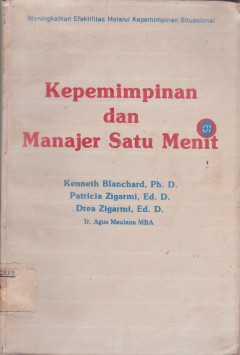 Meningkatkan Efektifitas Melalui Kepemimpinan Situasional
Kepemimpinan
dan
Manajer Satu Menit
01
Kenneth Blanchard, Ph. D.
Patricia Zigarmi, Ed. D.
Drea Zigarmi, Ed. D.
Ir. Agus Maulana MBA